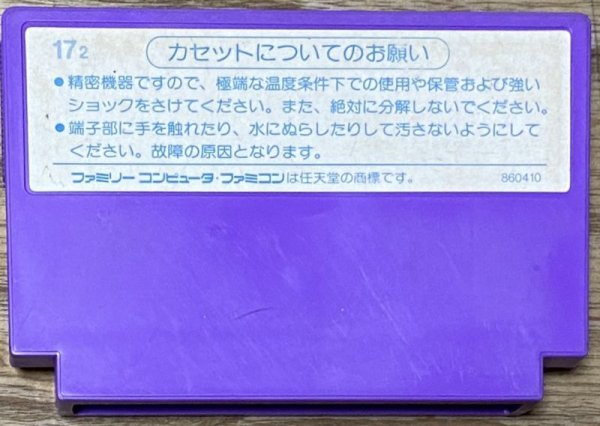 17 2
カセットについてのお願い
●精密機器ですので、極端な温度条件下での使用や保管および強い
ショックをさけてください。また、絶対に分解しないでください。
●端子部に手を触れたり、水にぬらしたりして汚さないようにして
ください。故障の原因となります。
ファミリーコンピュータ・ファミコンは任天堂の商標です。 860410